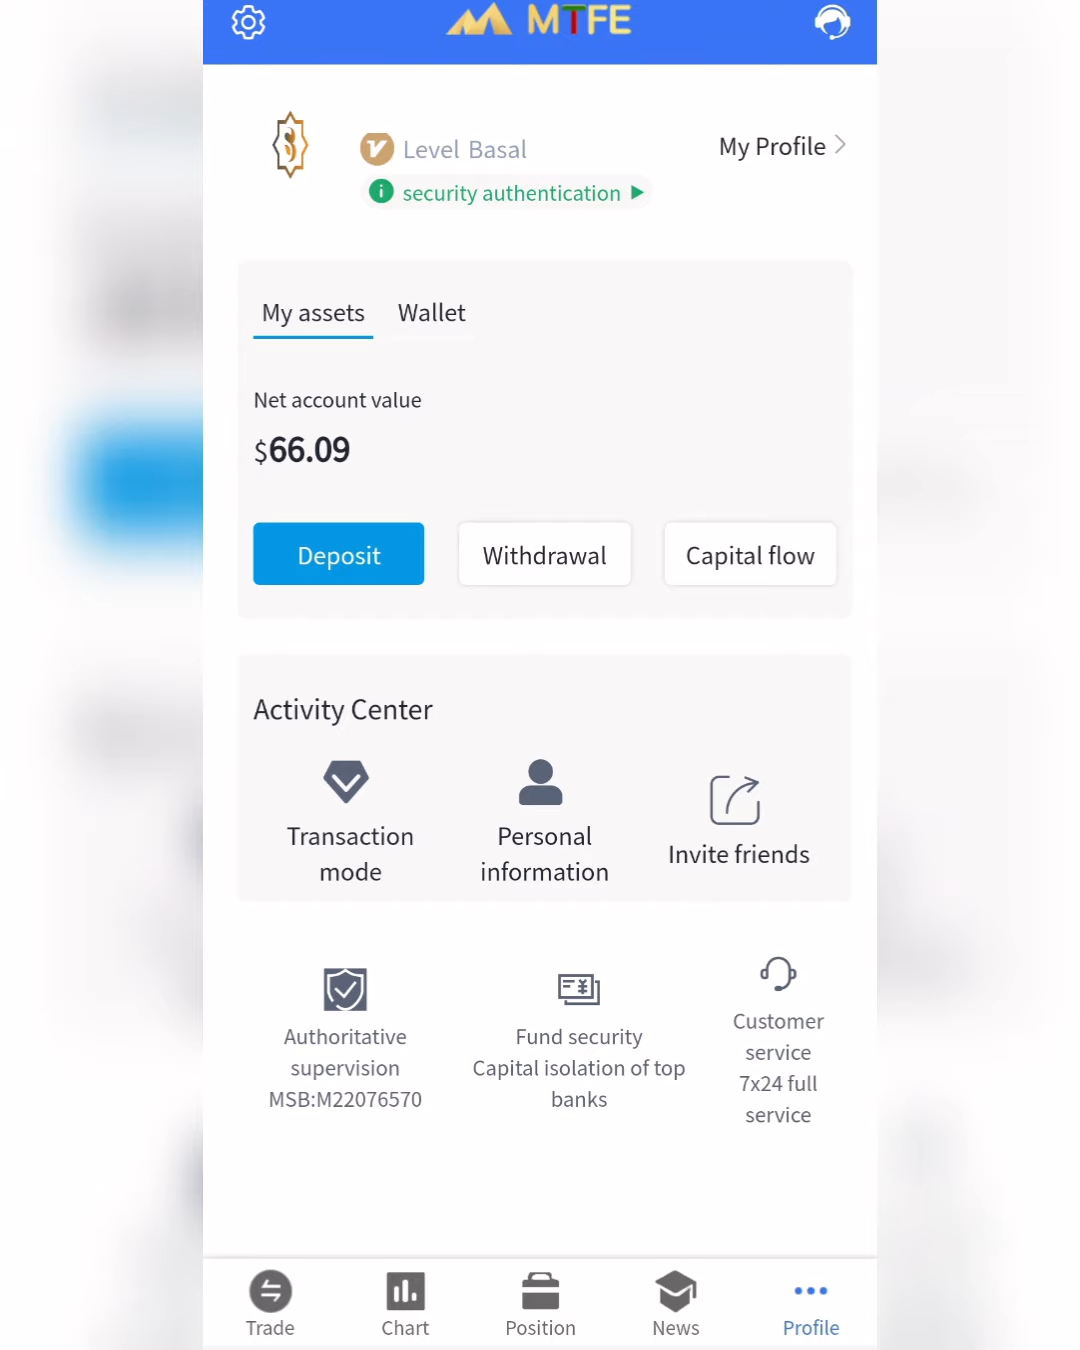 MTFE
Level Basal
My Profile
security authentication
My assets Wallet
Net account value
$66.09
Deposit Withdrawal Capital flow
Activity Center
Transaction
mode
Personal
information
Invite friends
Authoritative
supervision
MSB:M22076570
Fund security
Capital isolation of top
banks
Customer
service
7x24 full
service
Trade Chart Position News Profile